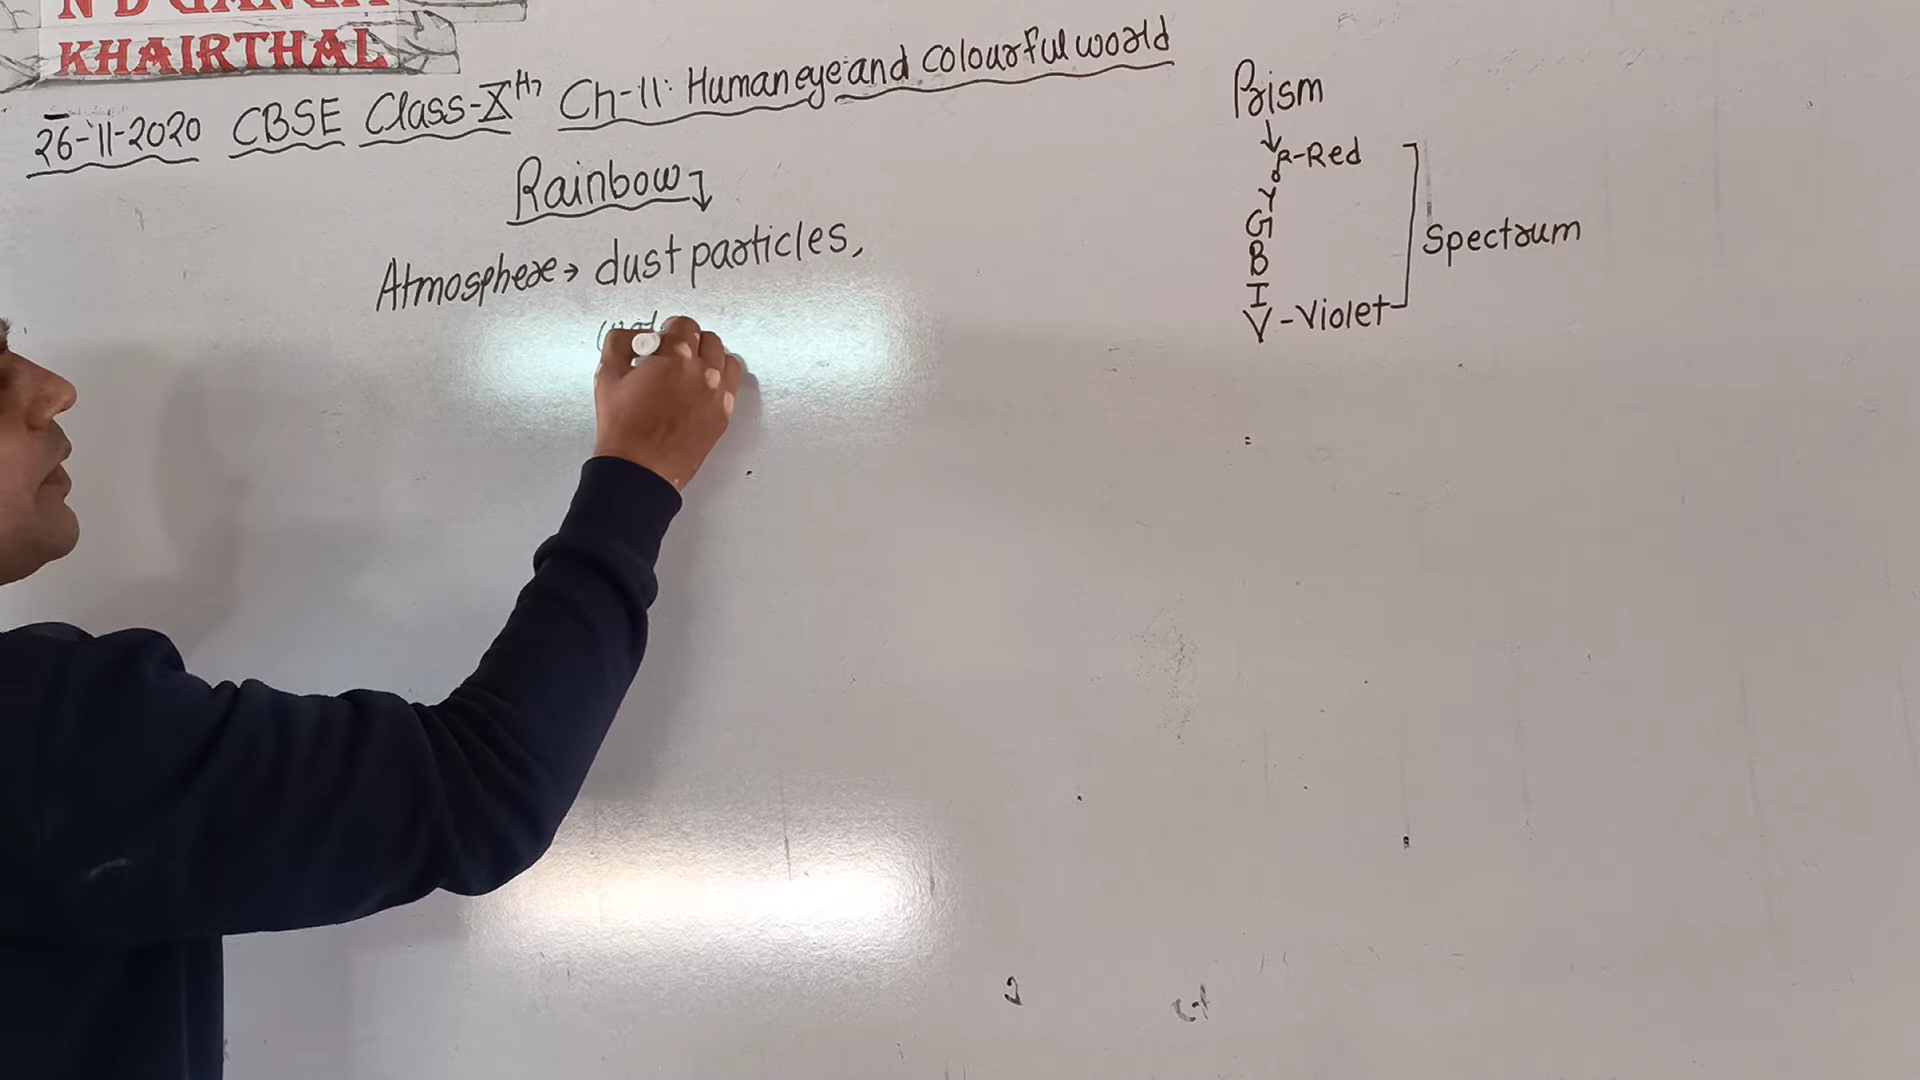 KHAIRTHAL
26-11-2020 CBSE Class-Xth Ch-11: Human eye and Colourful world
Rainbow
Atmosphere → dust particles,
Prism
↓
R-Red
O
Y
G
B
I
V-Violet
Spectrum